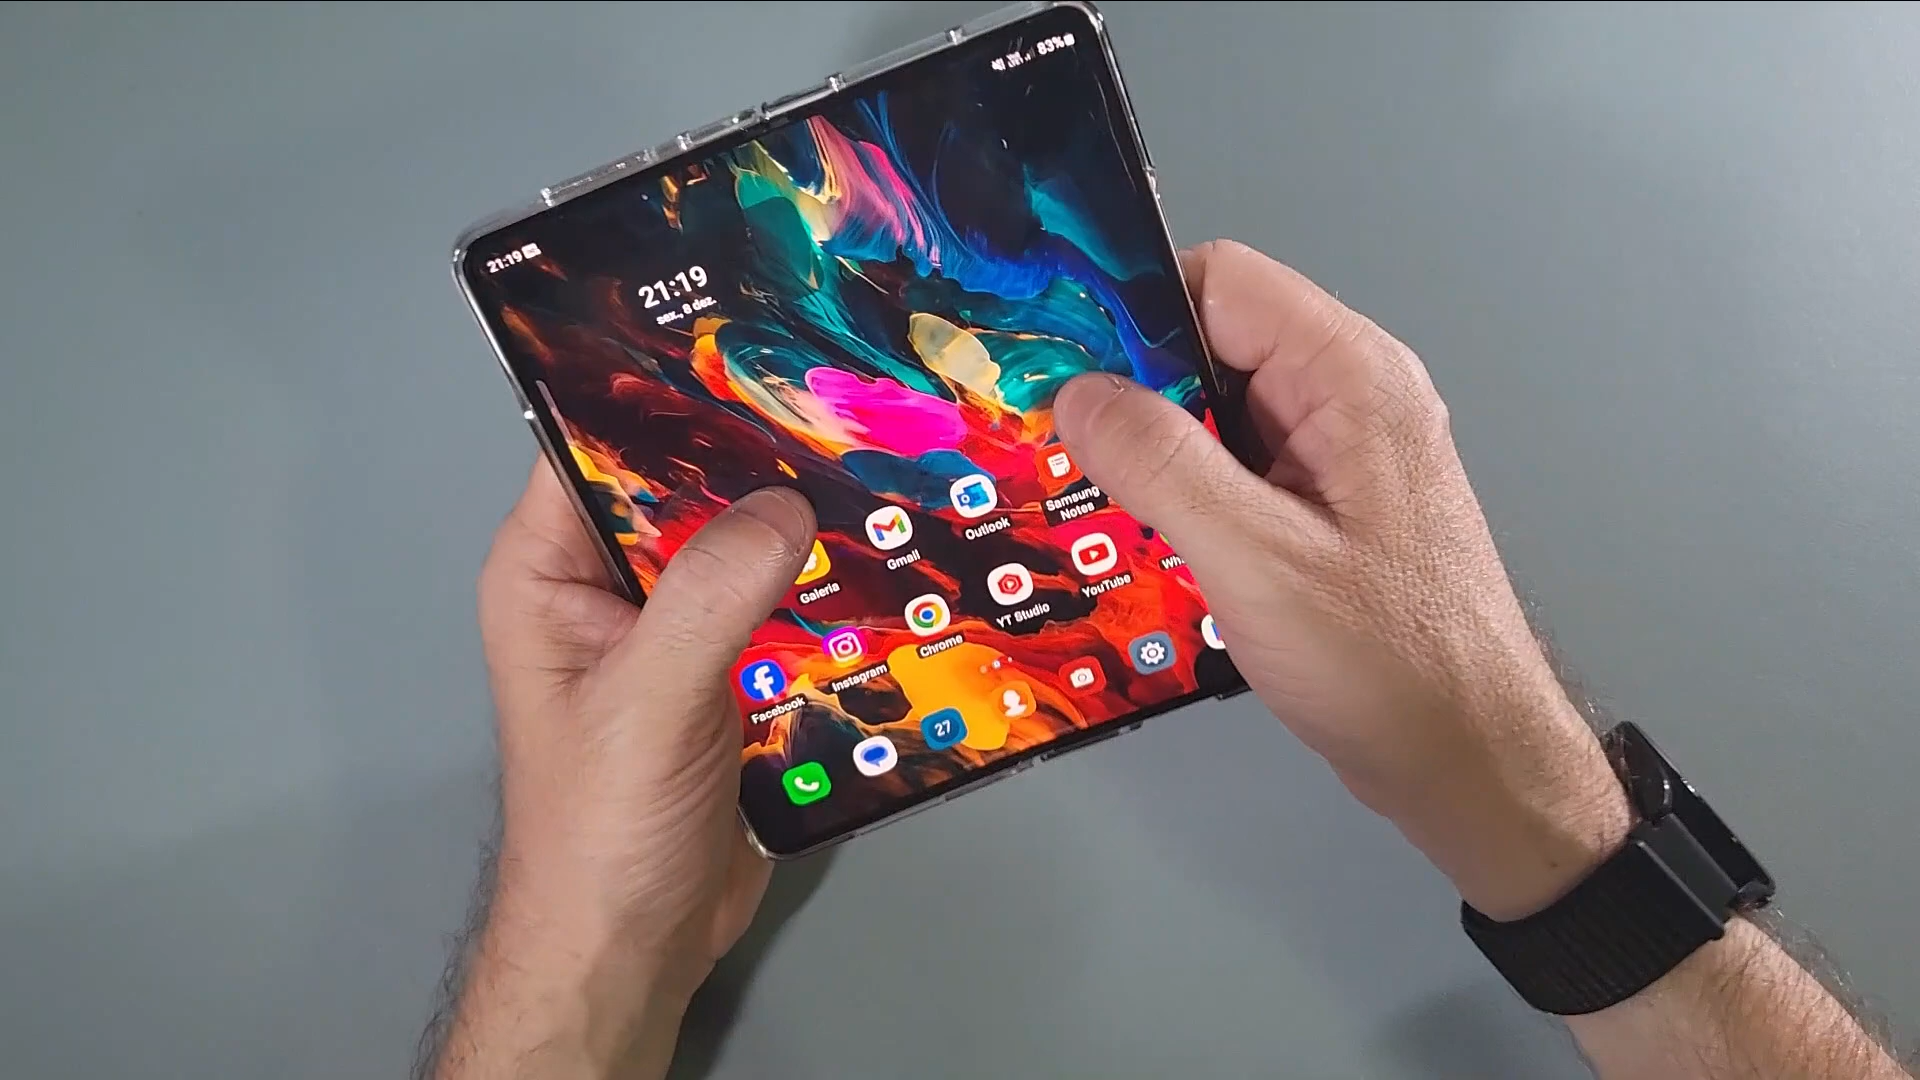 21:19
83%
21:19
sex., 8 dez.
Galeria
Gmail
Outlook
Samsung
Notes
Facebook
Instagram
Chrome
YT Studio
YouTube
Wh
27